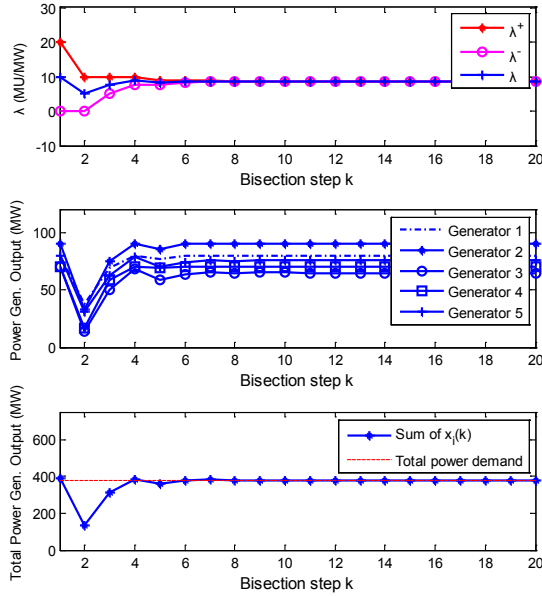 30
20
10
0
-10
λ (MU/MW)
λ+
λ-
λ
2 4 6 8 10 12 14 16 18 20
Bisection step k
100
50
0
Power Gen. Output (MW)
Generator 1
Generator 2
Generator 3
Generator 4
Generator 5
2 4 6 8 10 12 14 16 18 20
Bisection step k
600
400
200
0
Total Power Gen. Output (MW)
Sum of xi(k)
Total power demand
2 4 6 8 10 12 14 16 18 20
Bisection step k